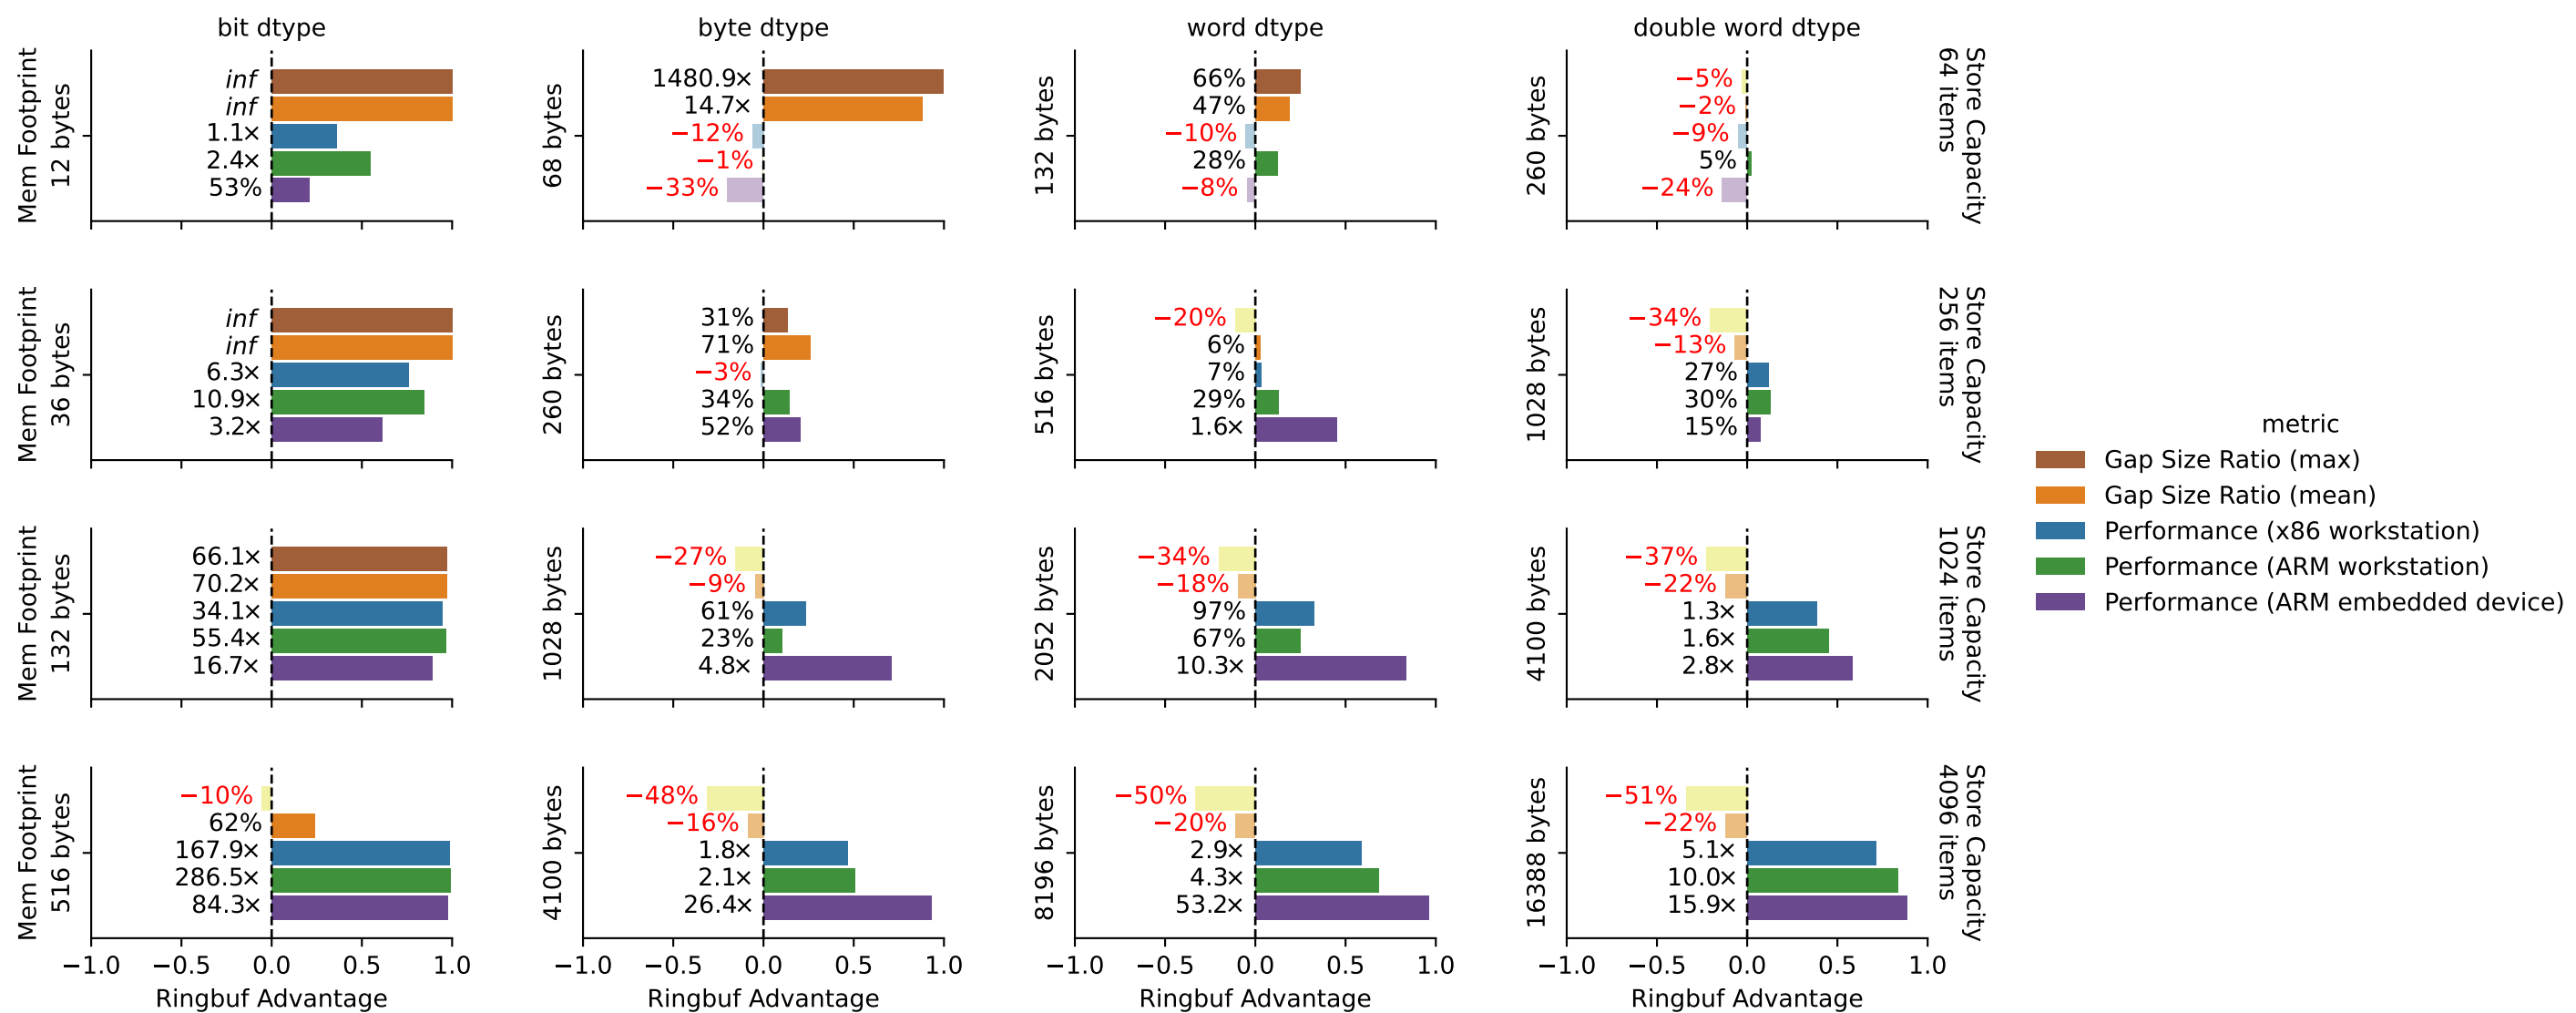 bit dtype
byte dtype
word dtype
double word dtype
Mem Footprint
12 bytes
inf
inf
1.1×
2.4×
53%
68 bytes
1480.9×
14.7×
−12%
−1%
−33%
132 bytes
66%
47%
−10%
28%
−8%
260 bytes
−5%
−2%
−9%
5%
−24%
Store Capacity
64 items
Mem Footprint
36 bytes
inf
inf
6.3×
10.9×
3.2×
260 bytes
31%
71%
−3%
34%
52%
516 bytes
−20%
6%
7%
29%
1.6×
1028 bytes
−34%
−13%
27%
30%
15%
Store Capacity
256 items
Mem Footprint
132 bytes
66.1×
70.2×
34.1×
55.4×
16.7×
1028 bytes
−27%
−9%
61%
23%
4.8×
2052 bytes
−34%
−18%
97%
67%
10.3×
4100 bytes
−37%
−22%
1.3×
1.6×
2.8×
Store Capacity
1024 items
Mem Footprint
516 bytes
−10%
62%
167.9×
286.5×
84.3×
4100 bytes
−48%
−16%
1.8×
2.1×
26.4×
8196 bytes
−50%
−20%
2.9×
4.3×
53.2×
16388 bytes
−51%
−22%
5.1×
10.0×
15.9×
Store Capacity
4096 items
−1.0 −0.5 0.0 0.5 1.0
−1.0 −0.5 0.0 0.5 1.0
−1.0 −0.5 0.0 0.5 1.0
−1.0 −0.5 0.0 0.5 1.0
Ringbuf Advantage
Ringbuf Advantage
Ringbuf Advantage
Ringbuf Advantage
metric
Gap Size Ratio (max)
Gap Size Ratio (mean)
Performance (x86 workstation)
Performance (ARM workstation)
Performance (ARM embedded device)